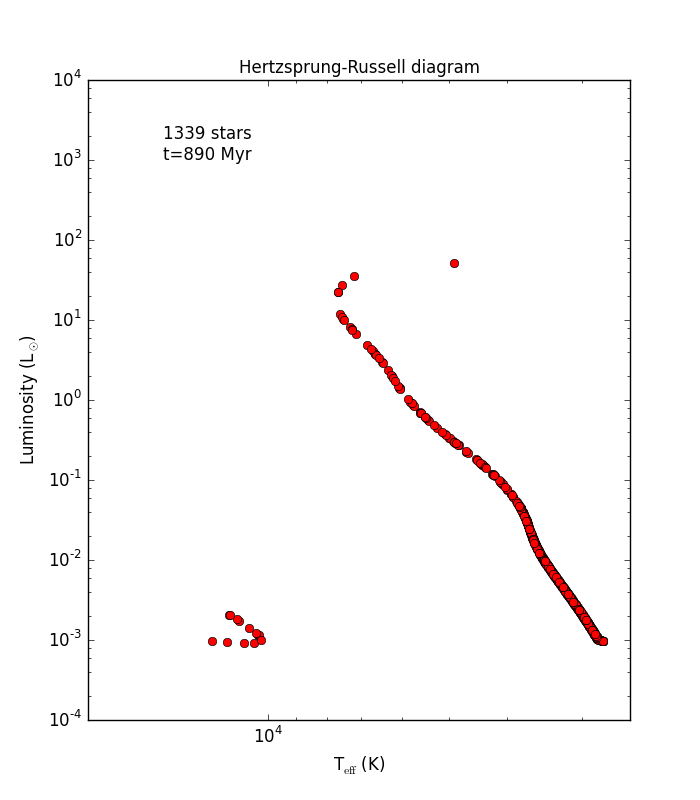 Hertzsprung-Russell diagram
1339 stars
t=890 Myr
10^4
10^3
10^2
10^1
10^0
10^-1
10^-2
10^-3
10^-4
Luminosity (L_⊙)
10^4
T_eff (K)